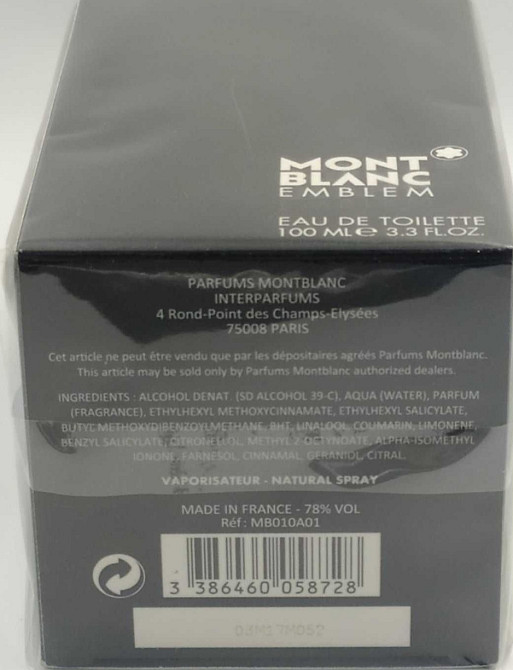 MONT
BLANC
EMBLEM
EAU DE TOILETTE
100 ML e 3.3 FL.OZ.
PARFUMS MONTBLANC
INTERPARFUMS
4 Rond-Point des Champs-Elysées
75008 PARIS
Cet article ne peut être vendu que par les dépositaires agréés Parfums Montblanc.
This article may be sold only by Parfums Montblanc authorized dealers.
INGREDIENTS : ALCOHOL DENAT. (SD ALCOHOL 39-C), AQUA (WATER), PARFUM
(FRAGRANCE), ETHYLHEXYL METHOXYCINNAMATE, ETHYLHEXYL SALICYLATE,
BUTYL METHOXYDIBENZOYLMETHANE, BHT, LINALOOL, COUMARIN, LIMONENE,
BENZYL SALICYLATE, CITRONELLOL, METHYL 2-OCTYNOATE, ALPHA-ISOMETHYL
IONONE, FARNESOL, CINNAMAL, GERANIOL, CITRAL.
VAPORISATEUR - NATURAL SPRAY
MADE IN FRANCE - 78% VOL
Réf : MB010A01
3 386460 058728